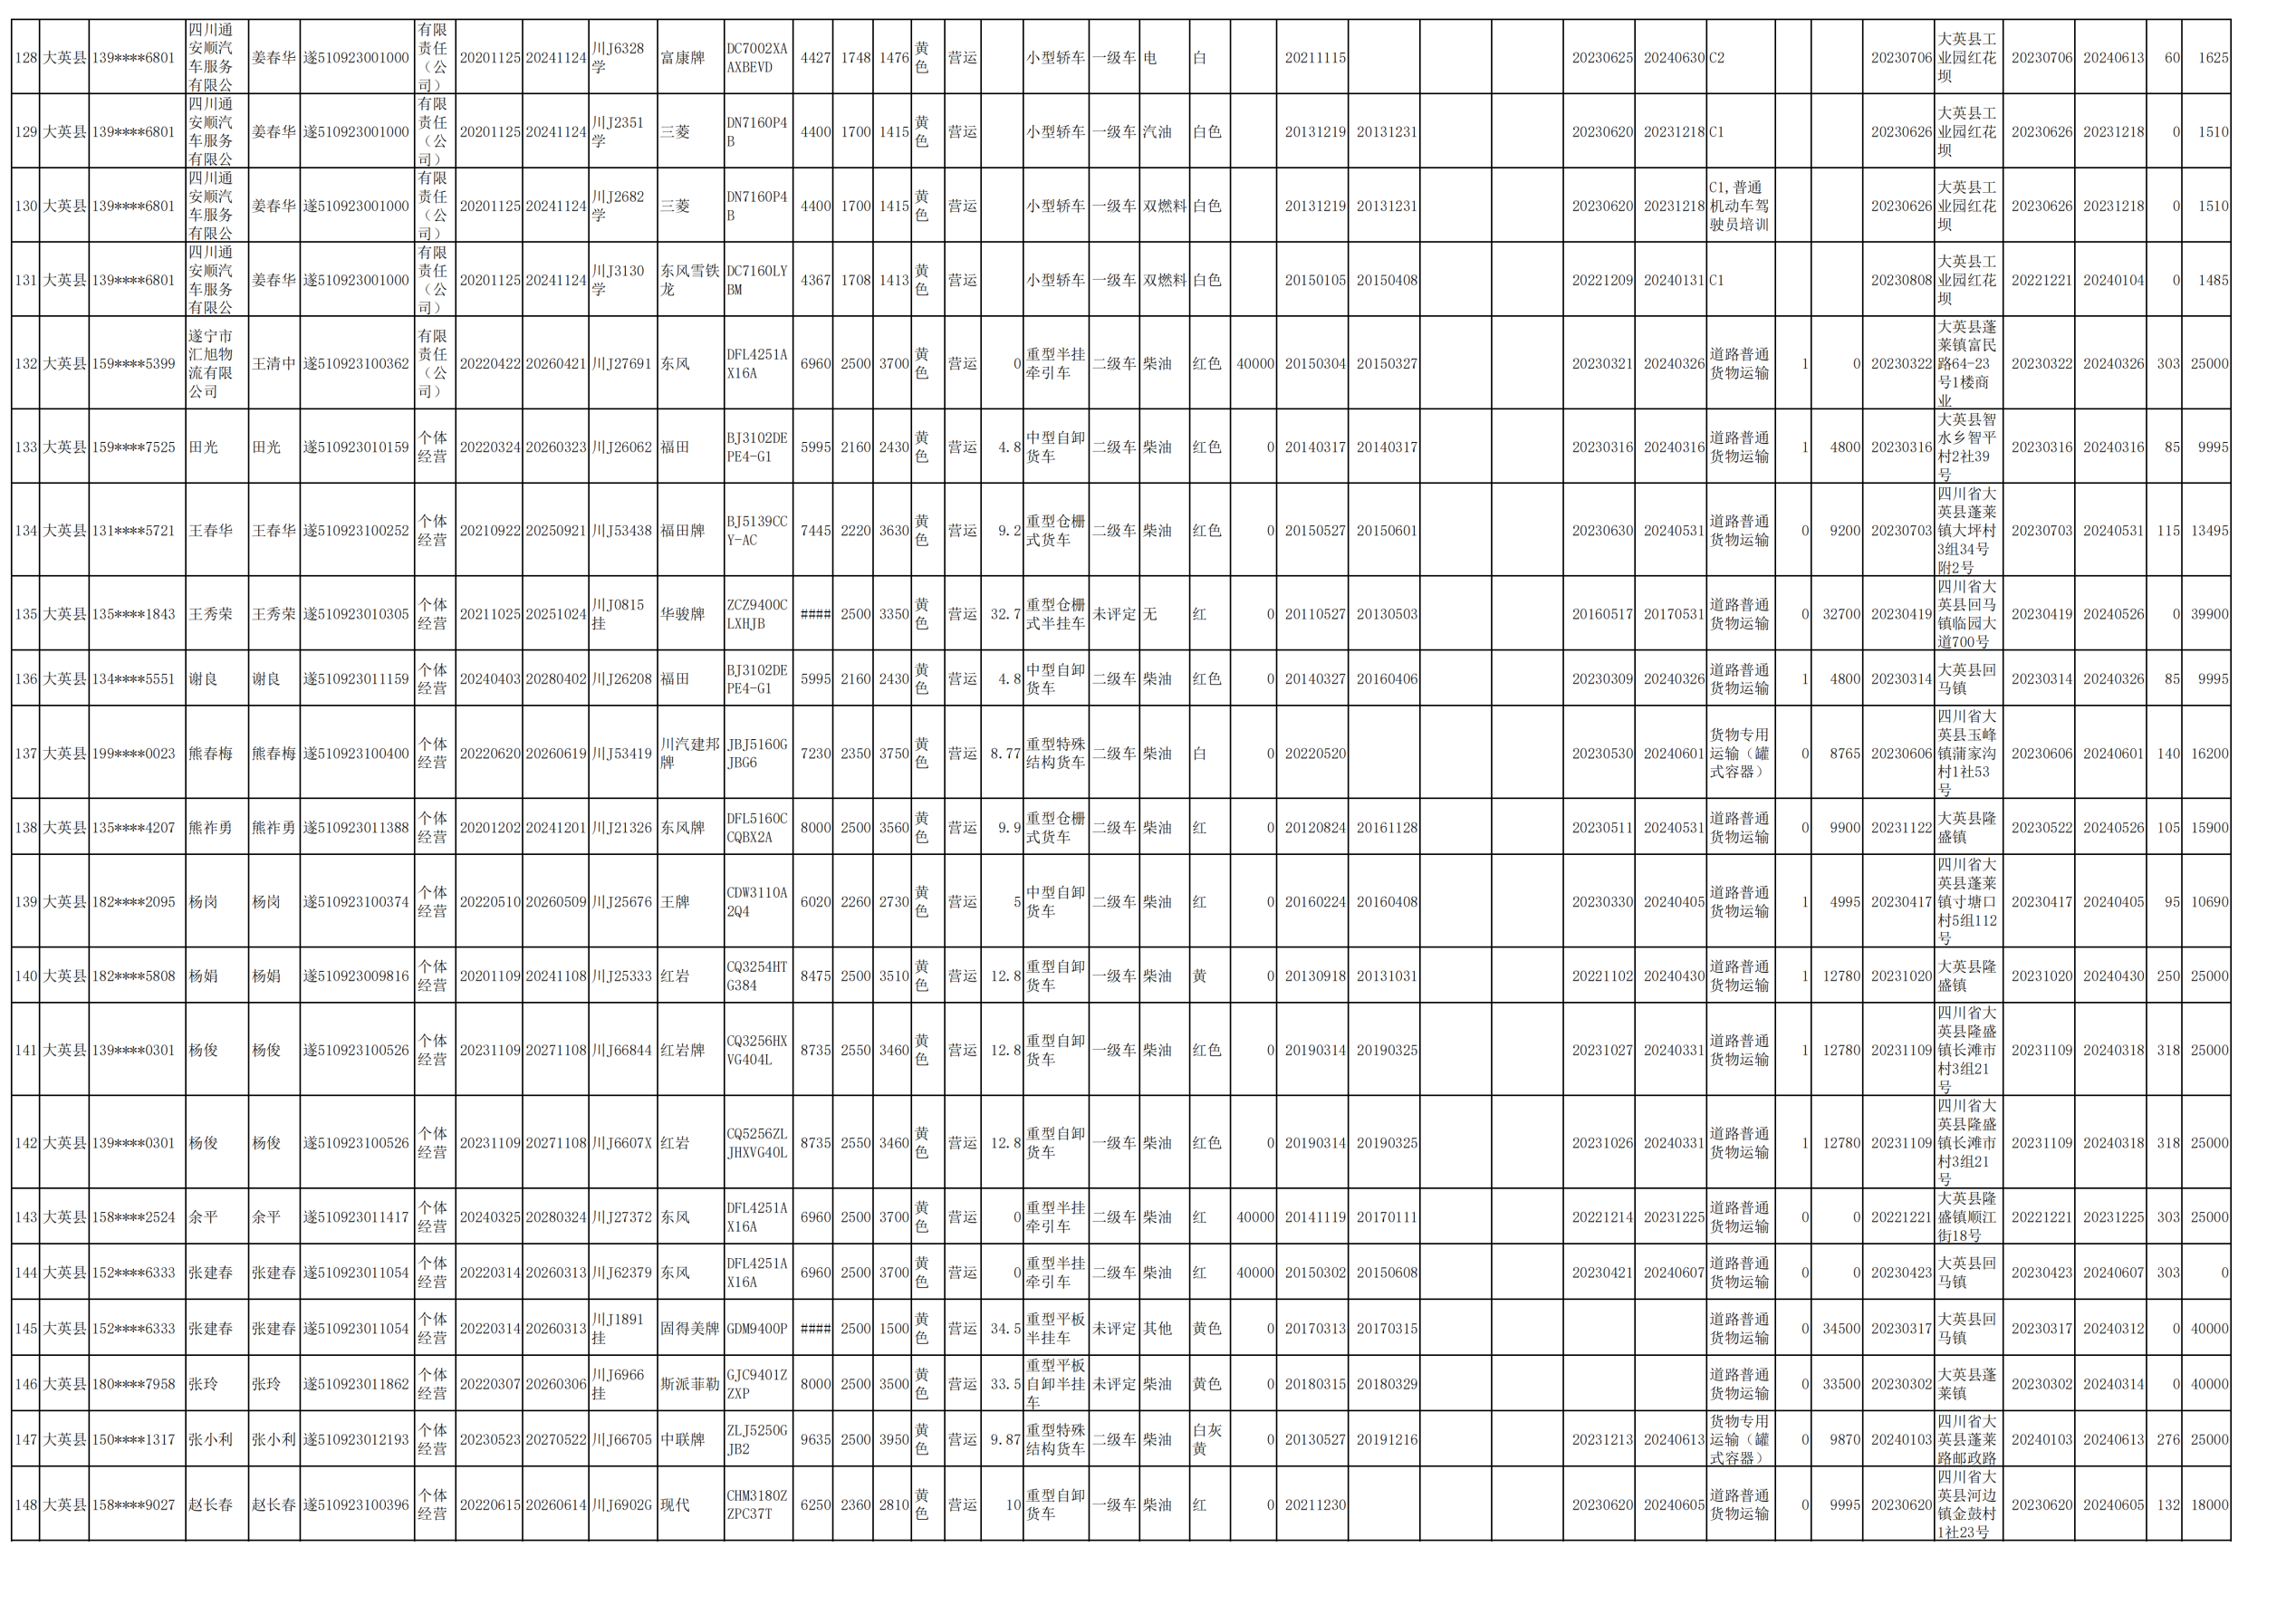 128 大英县 139****6801 四川通安顺汽车服务有限公 姜春华 遂510923001000 有限责任（公司） 20201125 20241124 川J6328学 富康牌 DC7002XAAXBEVD 4427 1748 1476 黄色 营运 小型轿车 一级车 电 白 20211115 20230625 20240630 C2 20230706 大英县工业园红花坝 20230706 20240613 60 1625
129 大英县 139****6801 四川通安顺汽车服务有限公 姜春华 遂510923001000 有限责任（公司） 20201125 20241124 川J2351学 三菱 DN7160P4B 4400 1700 1415 黄色 营运 小型轿车 一级车 汽油 白色 20131219 20131231 20230620 20231218 C1 20230626 大英县工业园红花坝 20230626 20231218 0 1510
130 大英县 139****6801 四川通安顺汽车服务有限公 姜春华 遂510923001000 有限责任（公司） 20201125 20241124 川J2682学 三菱 DN7160P4B 4400 1700 1415 黄色 营运 小型轿车 一级车 双燃料 白色 20131219 20131231 20230620 20231218 C1,普通机动车驾驶员培训 20230626 大英县工业园红花坝 20230626 20231218 0 1510
131 大英县 139****6801 四川通安顺汽车服务有限公 姜春华 遂510923001000 有限责任（公司） 20201125 20241124 川J3130学 东风雪铁龙 DC7160LYBM 4367 1708 1413 黄色 营运 小型轿车 一级车 双燃料 白色 20150105 20150408 20221209 20240131 C1 20230808 大英县工业园红花坝 20221221 20240104 0 1485
132 大英县 159****5399 遂宁市汇旭物流有限公司 王清中 遂510923100362 有限责任（公司） 20220422 20260421 川J27691 东风 DFL4251AX16A 6960 2500 3700 黄色 营运 0 重型半挂牵引车 二级车 柴油 红色 40000 20150304 20150327 20230321 20240326 道路普通货物运输 1 0 20230322 大英县蓬莱镇富民路64-23号1楼商业 20230322 20240326 303 25000
133 大英县 159****7525 田光 田光 遂510923010159 个体经营 20220324 20260323 川J26062 福田 BJ3102DEPE4-G1 5995 2160 2430 黄色 营运 4.8 中型自卸货车 二级车 柴油 红色 0 20140317 20140317 20230316 20240316 道路普通货物运输 1 4800 20230316 大英县智水乡智平村2社39号 20230316 20240316 85 9995
134 大英县 131****5721 王春华 王春华 遂510923100252 个体经营 20210922 20250921 川J53438 福田牌 BJ5139CCY-AC 7445 2220 3630 黄色 营运 9.2 重型仓栅式货车 二级车 柴油 红色 0 20150527 20150601 20230630 20240531 道路普通货物运输 0 9200 20230703 四川省大英县蓬莱镇大坪村3组34号附2号 20230703 20240531 115 13495
135 大英县 135****1843 王秀荣 王秀荣 遂510923010305 个体经营 20211025 20251024 川J0815挂 华骏牌 ZCZ9400CLXHJB #### 2500 3350 黄色 营运 32.7 重型仓栅式半挂车 未评定 无 红 0 20110527 20130503 20160517 20170531 道路普通货物运输 0 32700 20230419 四川省大英县回马镇临园大道700号 20230419 20240526 0 39900
136 大英县 134****5551 谢良 谢良 遂510923011159 个体经营 20240403 20280402 川J26208 福田 BJ3102DEPE4-G1 5995 2160 2430 黄色 营运 4.8 中型自卸货车 二级车 柴油 红色 0 20140327 20160406 20230309 20240326 道路普通货物运输 1 4800 20230314 大英县回马镇 20230314 20240326 85 9995
137 大英县 199****0023 熊春梅 熊春梅 遂510923100400 个体经营 20220620 20260619 川J53419 川汽建邦牌 JBJ5160GJBG6 7230 2350 3750 黄色 营运 8.77 重型特殊结构货车 二级车 柴油 白 0 20220520 20230530 20240601 货物专用运输（罐式容器） 0 8765 20230606 四川省大英县玉峰镇蒲家沟村1社53号 20230606 20240601 140 16200
138 大英县 135****4207 熊祚勇 熊祚勇 遂510923011388 个体经营 20201202 20241201 川J21326 东风牌 DFL5160CCQBX2A 8000 2500 3560 黄色 营运 9.9 重型仓栅式货车 二级车 柴油 红 0 20120824 20161128 20230511 20240531 道路普通货物运输 0 9900 20231122 大英县隆盛镇 20230522 20240526 105 15900
139 大英县 182****2095 杨岗 杨岗 遂510923100374 个体经营 20220510 20260509 川J25676 王牌 CDW3110A2Q4 6020 2260 2730 黄色 营运 5 中型自卸货车 二级车 柴油 红 0 20160224 20160408 20230330 20240405 道路普通货物运输 1 4995 20230417 四川省大英县蓬莱镇寸塘口村5组112号 20230417 20240405 95 10690
140 大英县 182****5808 杨娟 杨娟 遂510923009816 个体经营 20201109 20241108 川J25333 红岩 CQ3254HTG384 8475 2500 3510 黄色 营运 12.8 重型自卸货车 一级车 柴油 黄 0 20130918 20131031 20221102 20240430 道路普通货物运输 1 12780 20231020 大英县隆盛镇 20231020 20240430 250 25000
141 大英县 139****0301 杨俊 杨俊 遂510923100526 个体经营 20231109 20271108 川J66844 红岩牌 CQ3256HXVG404L 8735 2550 3460 黄色 营运 12.8 重型自卸货车 一级车 柴油 红色 0 20190314 20190325 20231027 20240331 道路普通货物运输 1 12780 20231109 四川省大英县隆盛镇长滩市村3组21号 20231109 20240318 318 25000
142 大英县 139****0301 杨俊 杨俊 遂510923100526 个体经营 20231109 20271108 川J6607X 红岩 CQ5256ZLJHXVG40L 8735 2550 3460 黄色 营运 12.8 重型自卸货车 一级车 柴油 红色 0 20190314 20190325 20231026 20240331 道路普通货物运输 1 12780 20231109 四川省大英县隆盛镇长滩市村3组21号 20231109 20240318 318 25000
143 大英县 158****2524 余平 余平 遂510923011417 个体经营 20240325 20280324 川J27372 东风 DFL4251AX16A 6960 2500 3700 黄色 营运 0 重型半挂牵引车 二级车 柴油 红 40000 20141119 20170111 20221214 20231225 道路普通货物运输 0 0 20221221 大英县隆盛镇顺江街18号 20221221 20231225 303 25000
144 大英县 152****6333 张建春 张建春 遂510923011054 个体经营 20220314 20260313 川J62379 东风 DFL4251AX16A 6960 2500 3700 黄色 营运 0 重型半挂牵引车 二级车 柴油 红 40000 20150302 20150608 20230421 20240607 道路普通货物运输 0 0 20230423 大英县回马镇 20230423 20240607 303 0
145 大英县 152****6333 张建春 张建春 遂510923011054 个体经营 20220314 20260313 川J1891挂 固得美牌 GDM9400P #### 2500 1500 黄色 营运 34.5 重型平板半挂车 未评定 其他 黄色 0 20170313 20170315 道路普通货物运输 0 34500 20230317 大英县回马镇 20230317 20240312 0 40000
146 大英县 180****7958 张玲 张玲 遂510923011862 个体经营 20220307 20260306 川J6966挂 斯派菲勒 GJC9401ZZXP 8000 2500 3500 黄色 营运 33.5 重型平板自卸半挂车 未评定 柴油 黄色 0 20180315 20180329 道路普通货物运输 0 33500 20230302 大英县蓬莱镇 20230302 20240314 0 40000
147 大英县 150****1317 张小利 张小利 遂510923012193 个体经营 20230523 20270522 川J66705 中联牌 ZLJ5250GJB2 9635 2500 3950 黄色 营运 9.87 重型特殊结构货车 二级车 柴油 白灰黄 0 20130527 20191216 20231213 20240613 货物专用运输（罐式容器） 0 9870 20240103 四川省大英县蓬莱路邮政路 20240103 20240613 276 25000
148 大英县 158****9027 赵长春 赵长春 遂510923100396 个体经营 20220615 20260614 川J6902G 现代 CHM3180ZZPC37T 6250 2360 2810 黄色 营运 10 重型自卸货车 一级车 柴油 红 0 20211230 20230620 20240605 道路普通货物运输 0 9995 20230620 四川省大英县河边镇金鼓村1社23号 20230620 20240605 132 18000